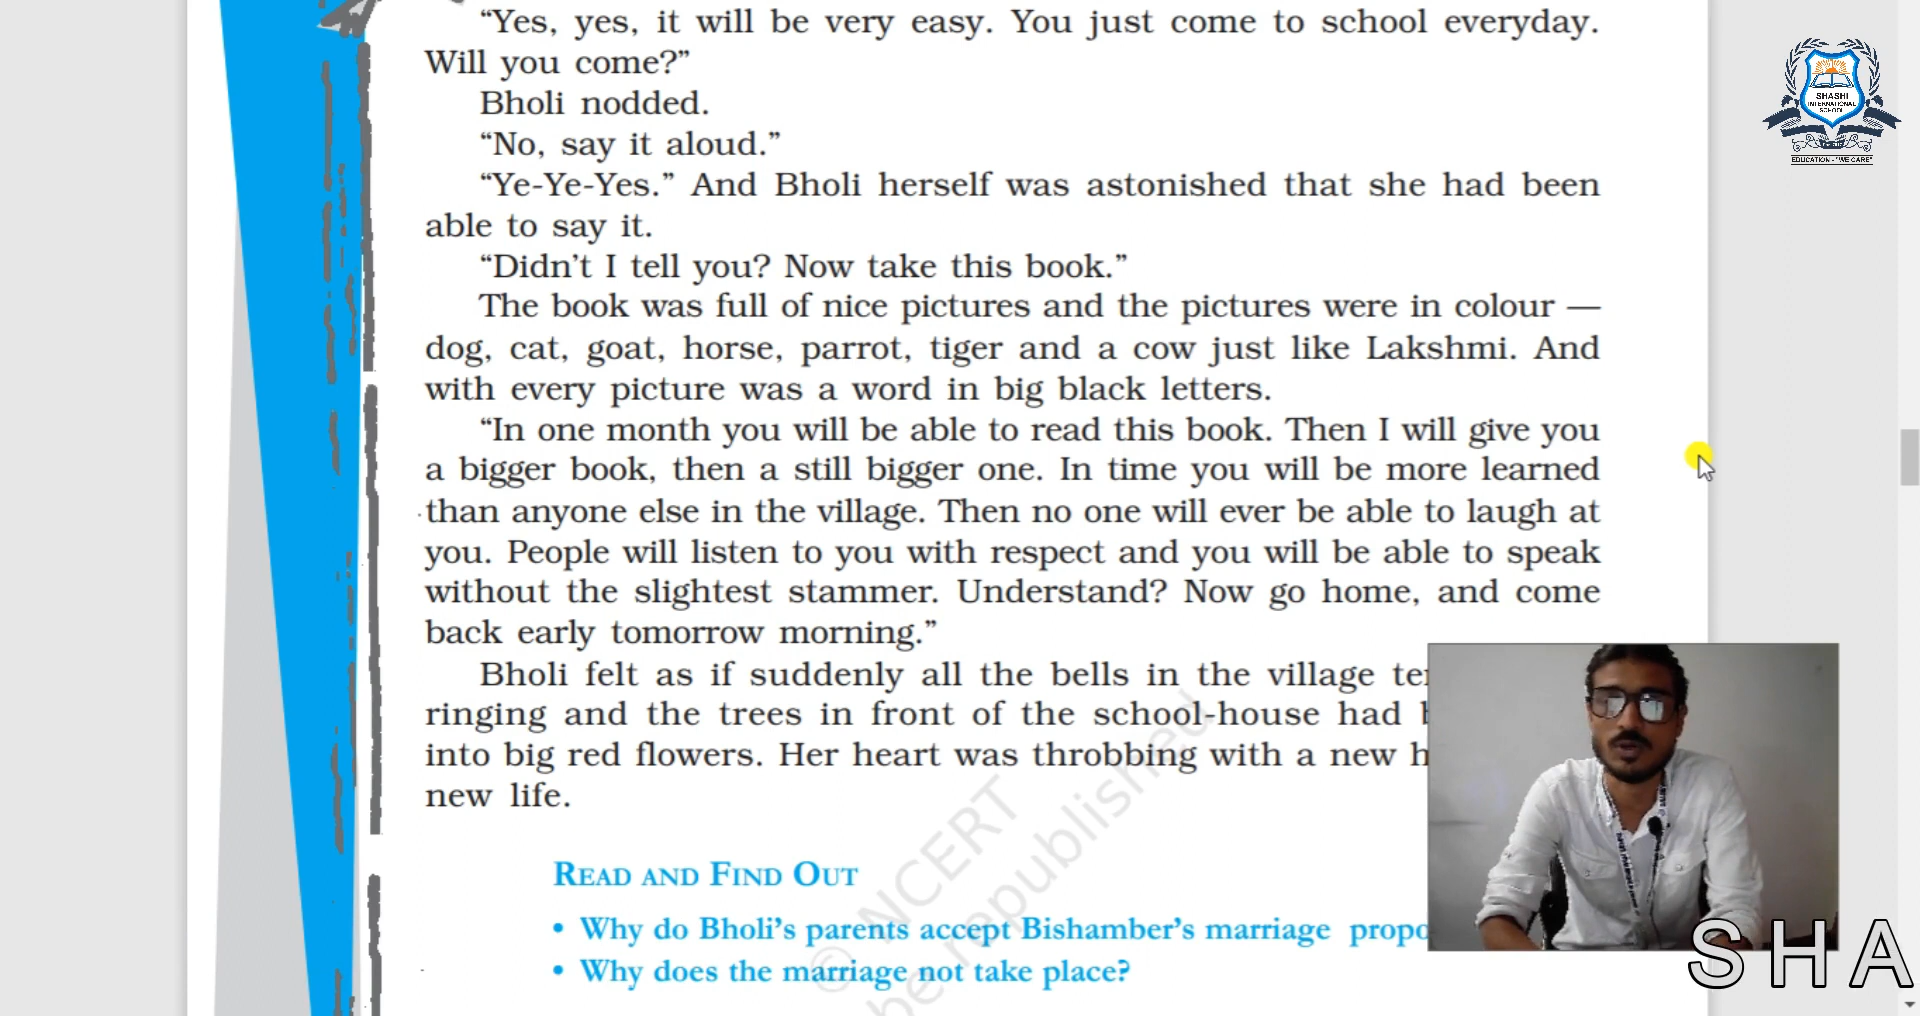 “Yes, yes, it will be very easy. You just come to school everyday.
Will you come?”
Bholi nodded.
“No, say it aloud.”
“Ye-Ye-Yes.” And Bholi herself was astonished that she had been
able to say it.
“Didn’t I tell you? Now take this book.”
The book was full of nice pictures and the pictures were in colour —
dog, cat, goat, horse, parrot, tiger and a cow just like Lakshmi. And
with every picture was a word in big black letters.
“In one month you will be able to read this book. Then I will give you
a bigger book, then a still bigger one. In time you will be more learned
than anyone else in the village. Then no one will ever be able to laugh at
you. People will listen to you with respect and you will be able to speak
without the slightest stammer. Understand? Now go home, and come
back early tomorrow morning.”
Bholi felt as if suddenly all the bells in the village
ringing and the trees in front of the school-house had
into big red flowers. Her heart was throbbing with a new
new life.
READ AND FIND OUT
• Why do Bholi’s parents accept Bishamber’s marriage propo
• Why does the marriage not take place?
© NCERT
be republished
SHASHI
INTERNATIONAL
SCHOOL
EDUCATION - "WE CARE"
SHA